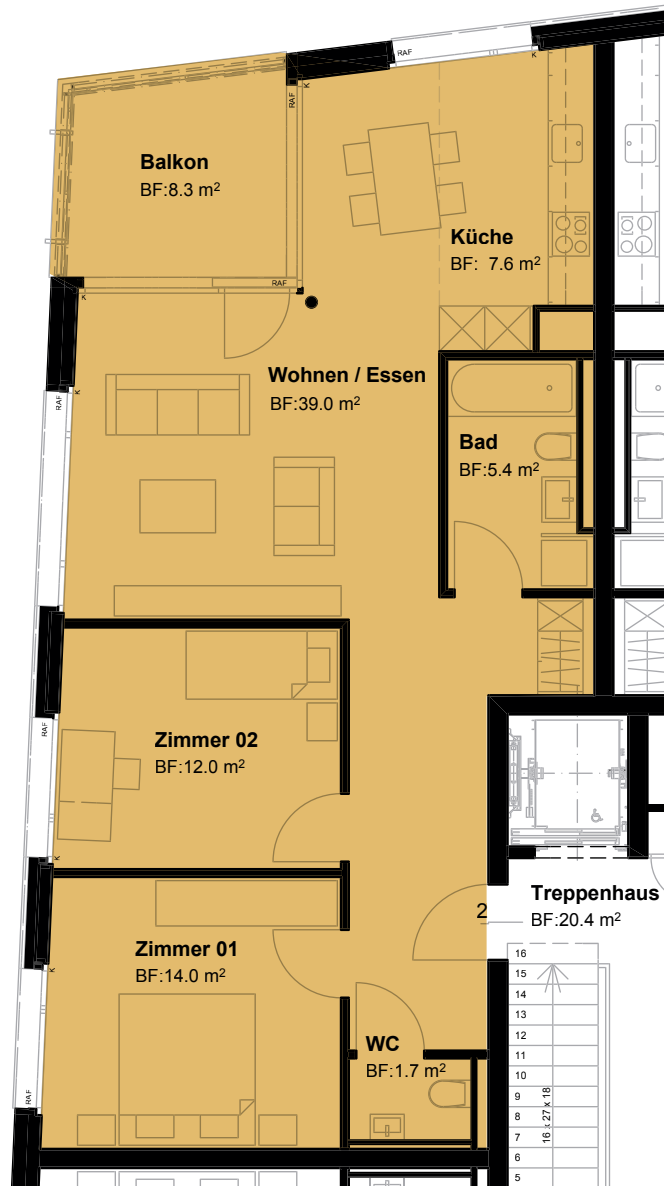 RAF
K
Balkon
BF:8.3 m²
RAF
K
Küche
BF: 7.6 m²
RAF
K
Wohnen / Essen
BF:39.0 m²
K
RAF
Bad
BF:5.4 m²
K
Zimmer 02
BF:12.0 m²
RAF
K
Treppenhaus
BF:20.4 m²
2
Zimmer 01
BF:14.0 m²
K
WC
BF:1.7 m²
RAF
16
15
14
13
12
11
10
9
8
7
6
5
16 x 27 x 18